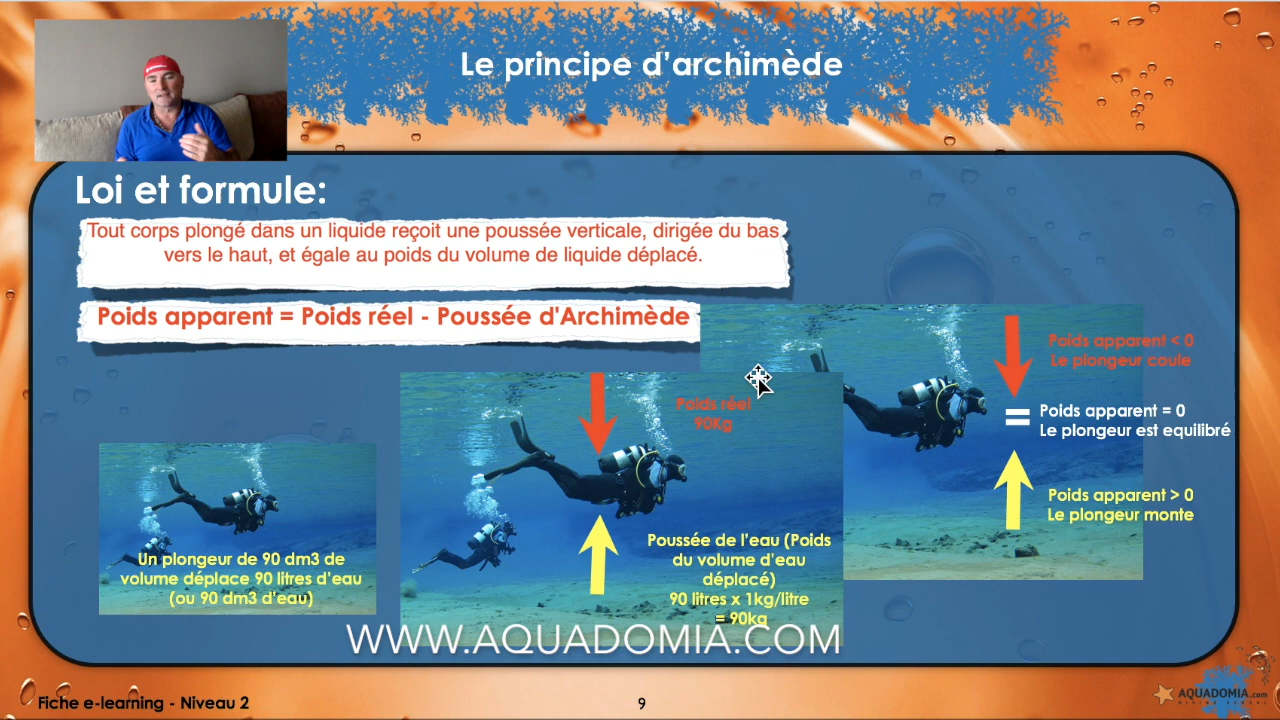 Le principe d'archimède
Loi et formule:
Tout corps plongé dans un liquide reçoit une poussée verticale, dirigée du bas
vers le haut, et égale au poids du volume de liquide déplacé.
Poids apparent = Poids réel - Poussée d'Archimède
Un plongeur de 90 dm3 de
volume déplace 90 litres d'eau
(ou 90 dm3 d'eau)
Poids réel
90Kg
Poussée de l'eau (Poids
du volume d'eau
déplacé)
90 litres x 1kg/litre
= 90kg
Poids apparent < 0
Le plongeur coule
Poids apparent = 0
Le plongeur est equilibré
Poids apparent > 0
Le plongeur monte
WWW.AQUADOMIA.COM
Fiche e-learning - Niveau 2
9
AQUADOMIA.com
DIVING SCHOOL